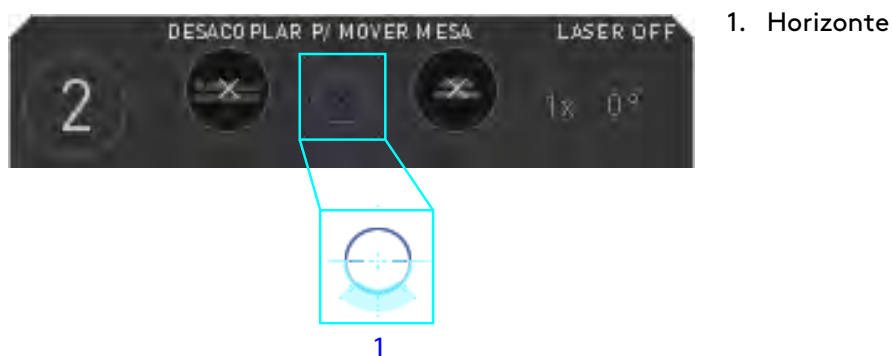 DESACOPLAR P/ MOVER MESA LASER OFF
2 1x 0°
1
1. Horizonte